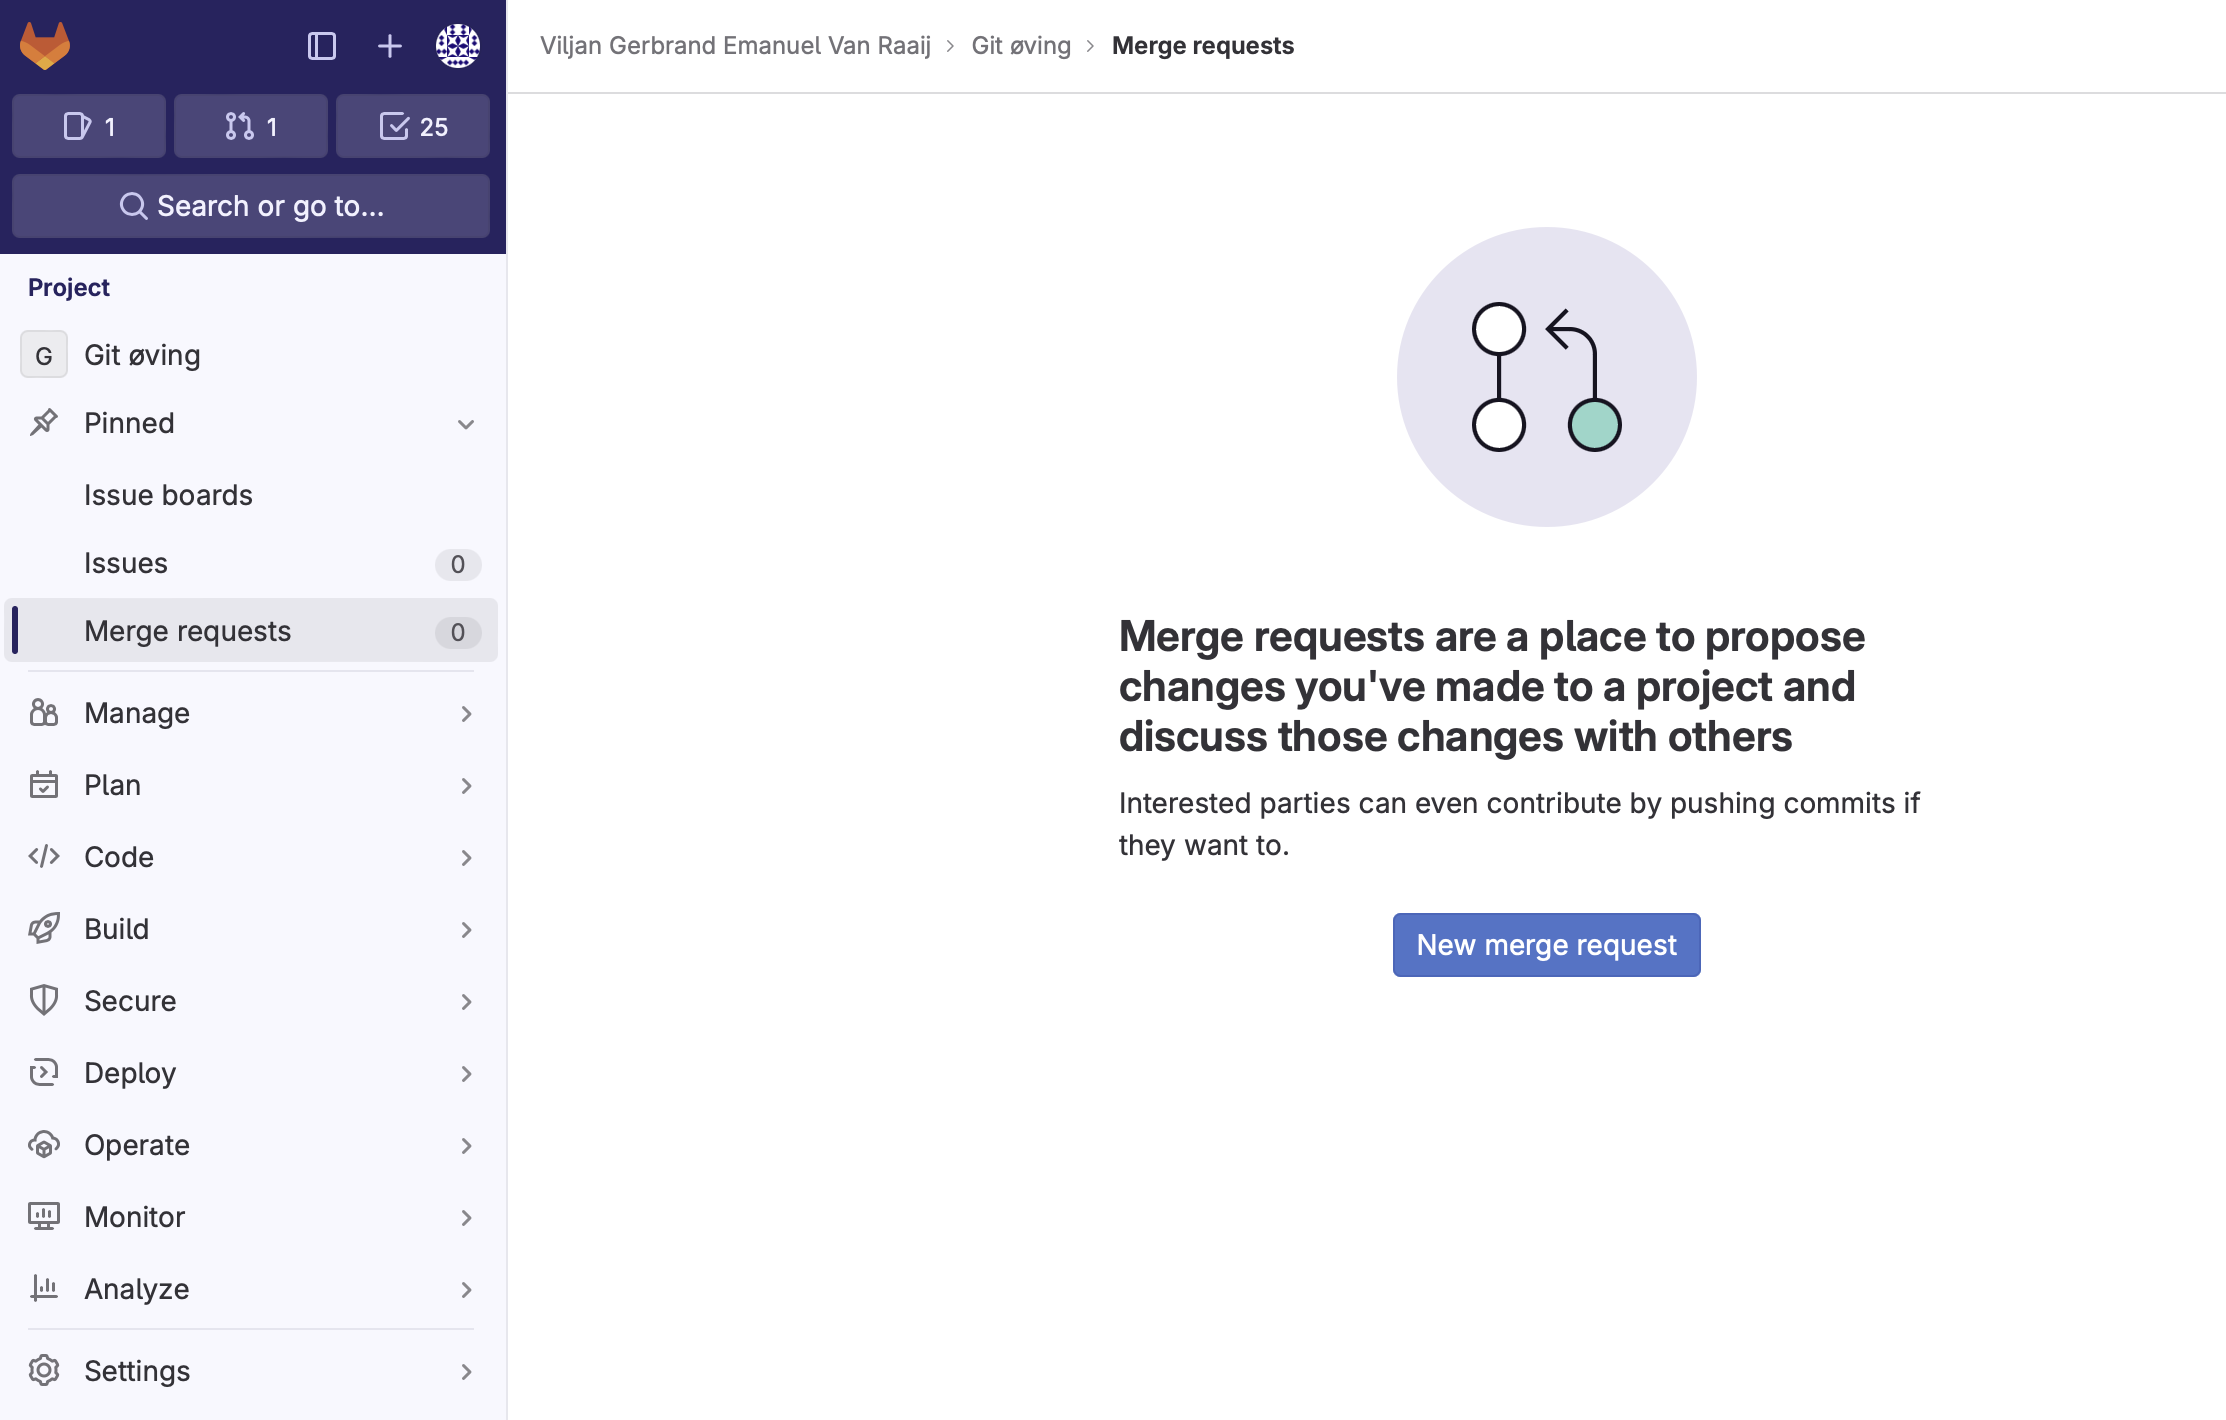 1
1
25
Search or go to...
Project
G
Git øving
Pinned
Issue boards
Issues
0
Merge requests
0
Manage
Plan
Code
Build
Secure
Deploy
Operate
Monitor
Analyze
Settings
Viljan Gerbrand Emanuel Van Raaij › Git øving › Merge requests
Merge requests are a place to propose
changes you've made to a project and
discuss those changes with others
Interested parties can even contribute by pushing commits if
they want to.
New merge request